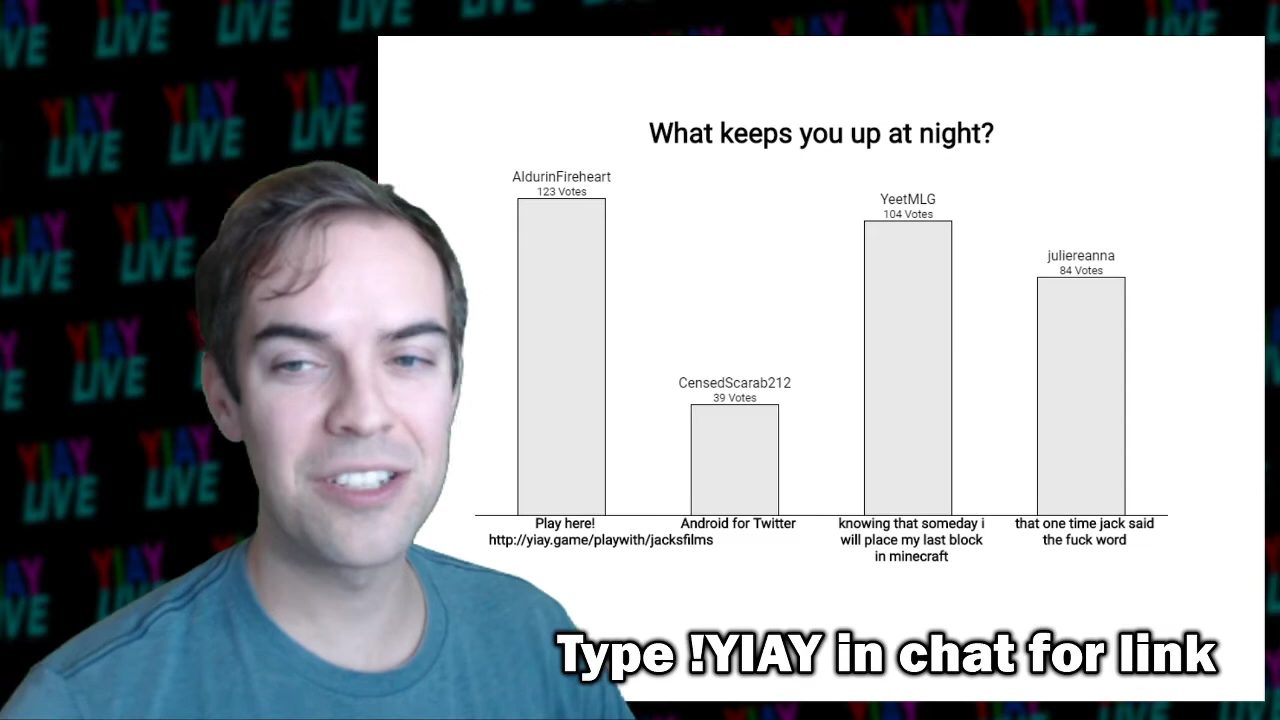 YIAY
LIVE
What keeps you up at night?
AldurinFireheart
123 Votes
YeetMLG
104 Votes
juliereanna
84 Votes
CensedScarab212
39 Votes
Play here!
http://yiay.game/playwith/jacksfilms
Android for Twitter
knowing that someday i
will place my last block
in minecraft
that one time jack said
the fuck word
Type !YIAY in chat for link